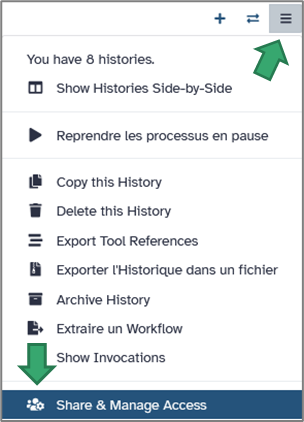 You have 8 histories.
Show Histories Side-by-Side
Reprendre les processus en pause
Copy this History
Delete this History
Export Tool References
Exporter l'Historique dans un fichier
Archive History
Extraire un Workflow
Show Invocations
Share & Manage Access